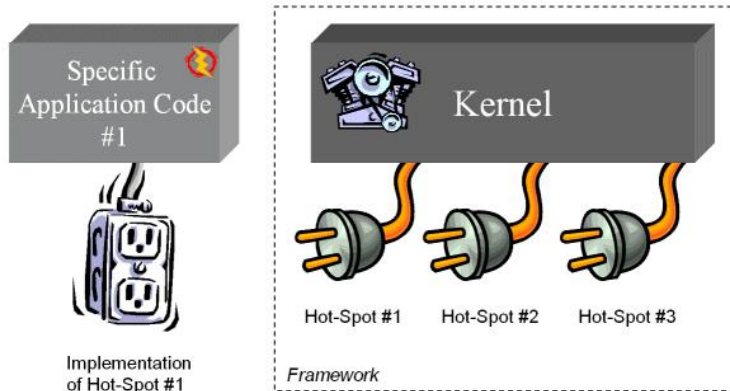 Specific
Application Code
#1
Kernel
Hot-Spot #1
Hot-Spot #2
Hot-Spot #3
Implementation
of Hot-Spot #1
Framework